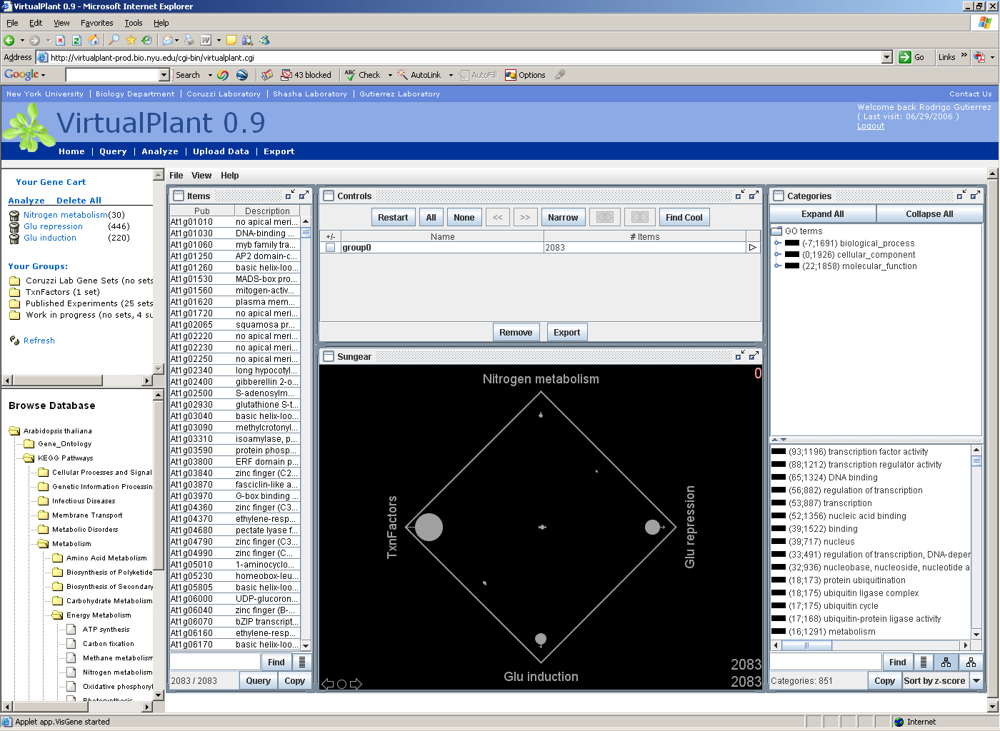 VirtualPlant 0.9 - Microsoft Internet Explorer
File Edit View Favorites Tools Help
Address http://virtualplant-prod.bio.nyu.edu/cgi-bin/virtualplant.cgi Go Links »
Google Search 43 blocked ABC Check AutoLink AutoFill Options
New York University | Biology Department | Coruzzi Laboratory | Shasha Laboratory | Gutierrez Laboratory Contact Us
VirtualPlant 0.9
Welcome back Rodrigo Gutierrez
( Last visit: 06/29/2006 )
Logout
Home | Query | Analyze | Upload Data | Export
Your Gene Cart
Analyze Delete All
Nitrogen metabolism(30)
Glu repression (446)
Glu induction (220)
Your Groups:
Coruzzi Lab Gene Sets (no sets
TxnFactors (1 set)
Published Experiments (25 sets
Work in progress (no sets, 4 su
Refresh
Browse Database
Arabidopsis thaliana
Gene_Ontology
KEGG Pathways
Cellular Processes and Signal
Genetic Information Processin
Infectious Diseases
Membrane Transport
Metabolic Disorders
Metabolism
Amino Acid Metabolism
Biosynthesis of Polyketide
Biosynthesis of Secondary
Carbohydrate Metabolism
Energy Metabolism
ATP synthesis
Carbon fixation
Methane metabolism
Nitrogen metabolism
Oxidative phosphoryl
Photosynthesis
File View Help
Items
Pub Description
At1g01010 no apical meri...
At1g01030 DNA-binding ...
At1g01060 myb family tra...
At1g01250 AP2 domain-c...
At1g01260 basic helix-loo...
At1g01530 MADS-box pro...
At1g01560 mitogen-activ...
At1g01620 plasma mem...
At1g01720 no apical meri...
At1g02065 squamosa pr...
At1g02220 no apical meri...
At1g02230 no apical meri...
At1g02250 no apical meri...
At1g02340 long hypocotyl...
At1g02400 gibberellin 2-o...
At1g02500 S-adenosylm...
At1g02930 glutathione S-t...
At1g03040 basic helix-loo...
At1g03090 methylcrotonyl...
At1g03310 isoamylase, p...
At1g03590 protein phosp...
At1g03800 ERF domain p...
At1g03840 zinc finger (C2...
At1g03870 fasciclin-like a...
At1g03970 G-box binding ...
At1g04360 zinc finger (C3...
At1g04370 ethylene-resp...
At1g04680 pectate lyase f...
At1g04790 zinc finger (C3...
At1g04990 zinc finger (C...
At1g05010 1-aminocyclo...
At1g05230 homeobox-leu...
At1g05805 basic helix-loo...
At1g06000 UDP-glucoron...
At1g06040 zinc finger (B-...
At1g06070 bZIP transcript...
At1g06160 ethylene-resp...
At1g06170 basic helix-loo...
Find
2083 / 2083 Query Copy
Controls
Restart All None << >> Narrow Find Cool
+/- Name # Items
group0 2083
Remove Export
Sungear
0
Nitrogen metabolism
TxnFactors
Glu repression
Glu induction
2083
2083
Categories
Expand All Collapse All
GO terms
(-7;1691) biological_process
(0;1926) cellular_component
(22;1858) molecular_function
(93;1196) transcription factor activity
(88;1212) transcription regulator activity
(65;1324) DNA binding
(56;882) regulation of transcription
(53;887) transcription
(52;1356) nucleic acid binding
(39;1522) binding
(39;717) nucleus
(33;491) regulation of transcription, DNA-deper
(32;936) nucleobase, nucleoside, nucleotide a
(18;173) protein ubiquitination
(18;175) ubiquitin ligase complex
(17;175) ubiquitin cycle
(17;168) ubiquitin-protein ligase activity
(16;1291) metabolism
Find
Categories: 851 Copy Sort by z-score
Applet app.VisGene started Internet